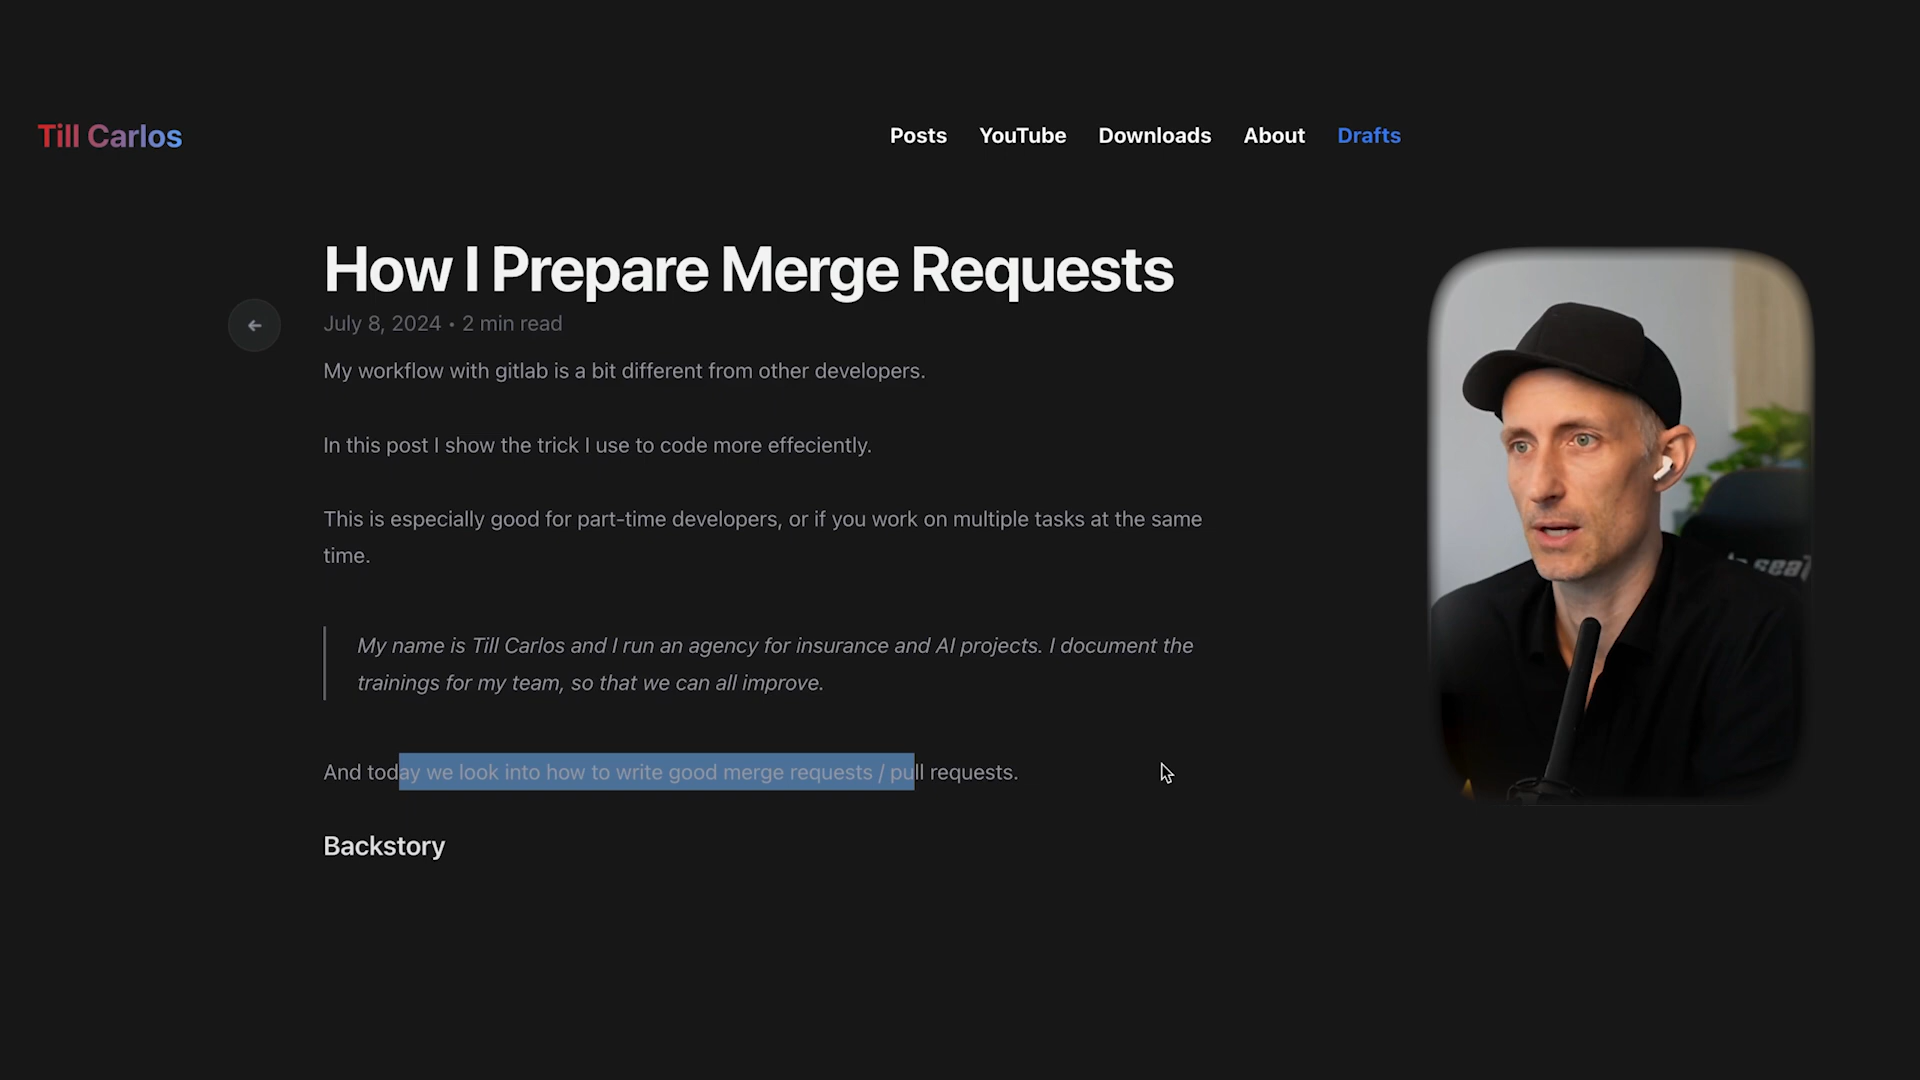 Till Carlos
Posts YouTube Downloads About Drafts
How I Prepare Merge Requests
July 8, 2024 • 2 min read
My workflow with gitlab is a bit different from other developers.
In this post I show the trick I use to code more effeciently.
This is especially good for part-time developers, or if you work on multiple tasks at the same
time.
My name is Till Carlos and I run an agency for insurance and AI projects. I document the
trainings for my team, so that we can all improve.
And today we look into how to write good merge requests / pull requests.
Backstory